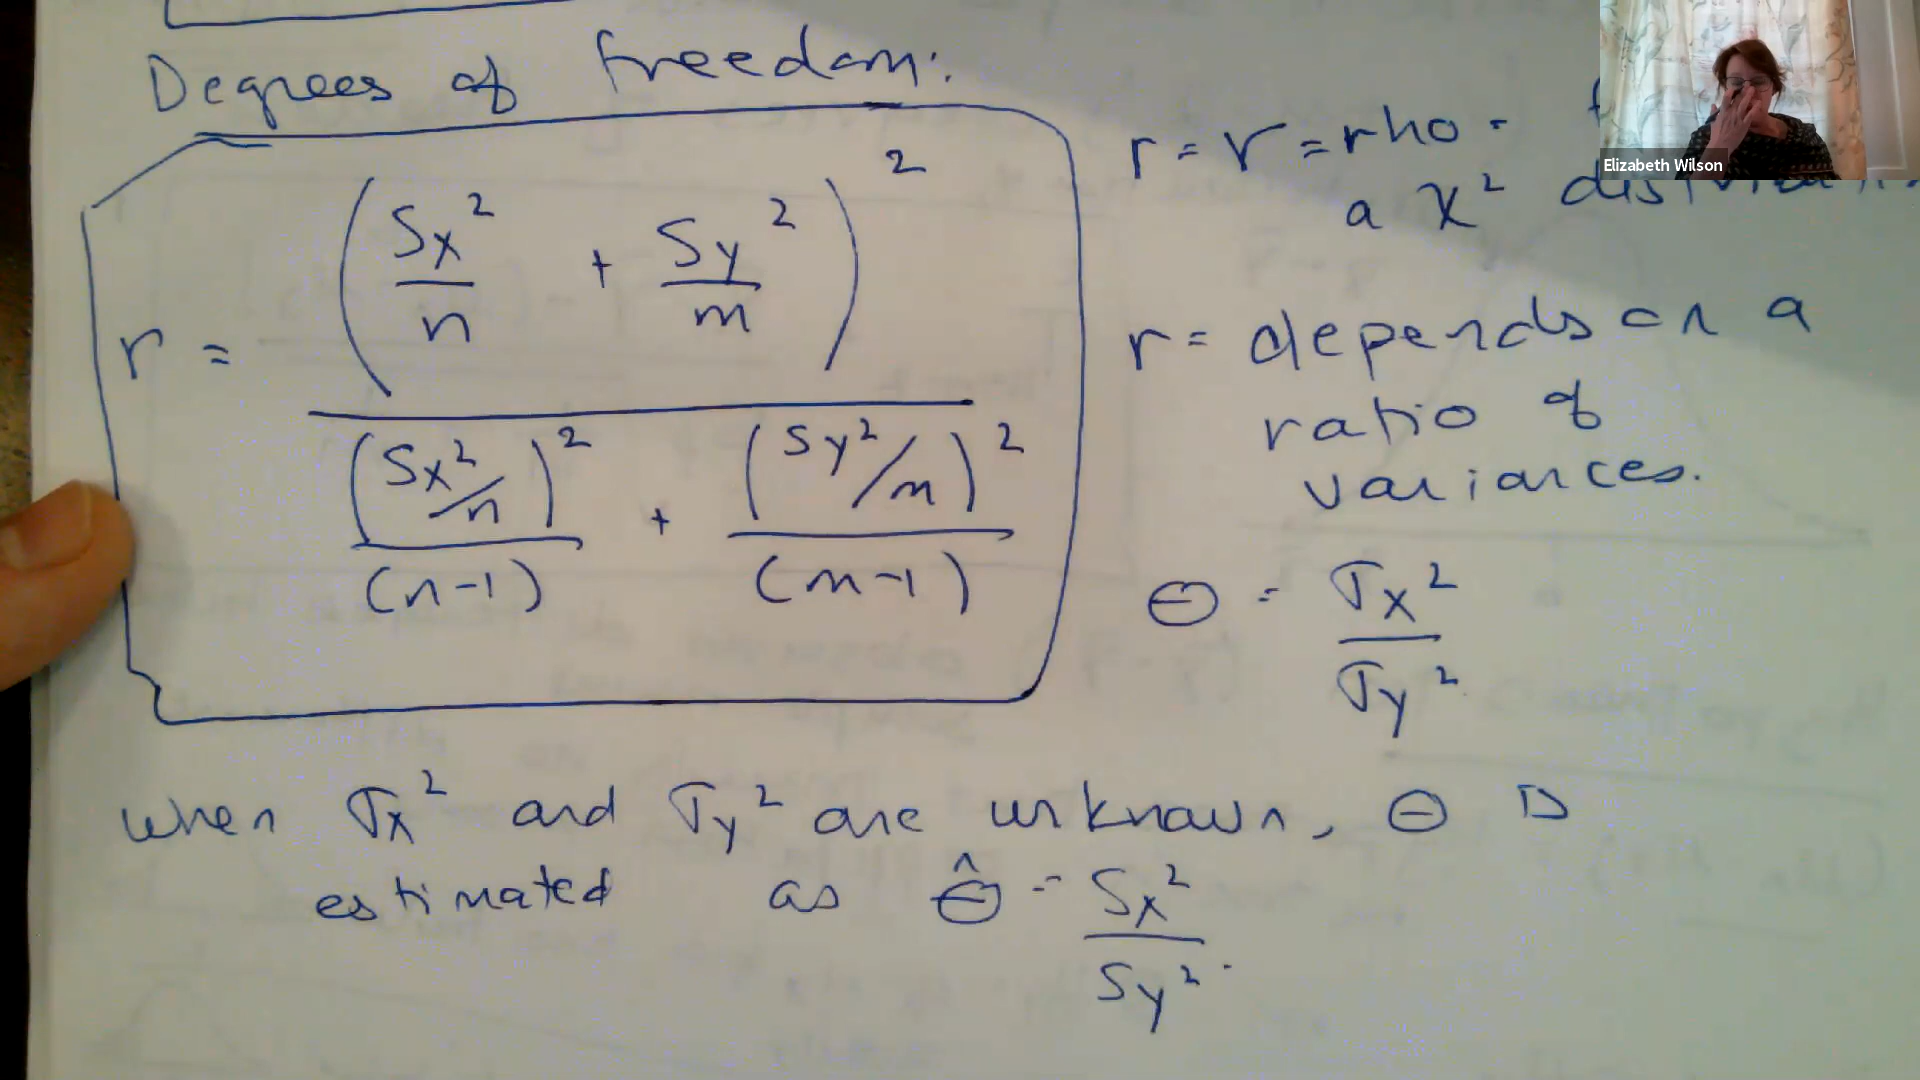 Degrees of freedom:
r = (Sx²/n + Sy²/m)² / ((Sx²/n)²/(n-1) + (Sy²/m)²/(m-1))
r = r = rho -
a χ² distribution
r = depends on a
ratio of
variances.
Θ = σx²/σy²
when σx² and σy² are unknown, Θ is
estimated as Θ̂ = Sx²/Sy².
Elizabeth Wilson